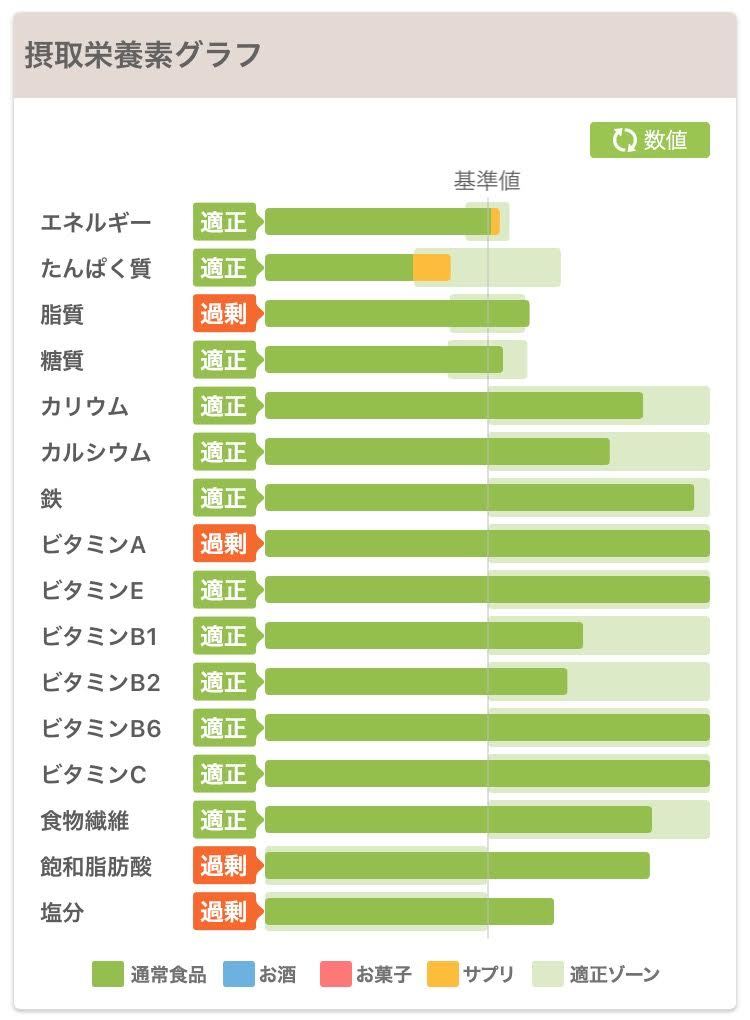 摂取栄養素グラフ
数値
基準値
エネルギー 適正
たんぱく質 適正
脂質 過剰
糖質 適正
カリウム 適正
カルシウム 適正
鉄 適正
ビタミンA 過剰
ビタミンE 適正
ビタミンB1 適正
ビタミンB2 適正
ビタミンB6 適正
ビタミンC 適正
食物繊維 適正
飽和脂肪酸 過剰
塩分 過剰
通常食品 お酒 お菓子 サプリ 適正ゾーン